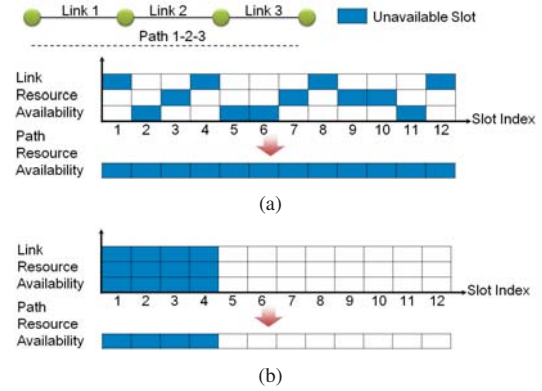 Link 1 Link 2 Link 3 Unavailable Slot
Path 1-2-3
Link
Resource
Availability
1 2 3 4 5 6 7 8 9 10 11 12 Slot Index
Path
Resource
Availability
(a)
Link
Resource
Availability
1 2 3 4 5 6 7 8 9 10 11 12 Slot Index
Path
Resource
Availability
(b)